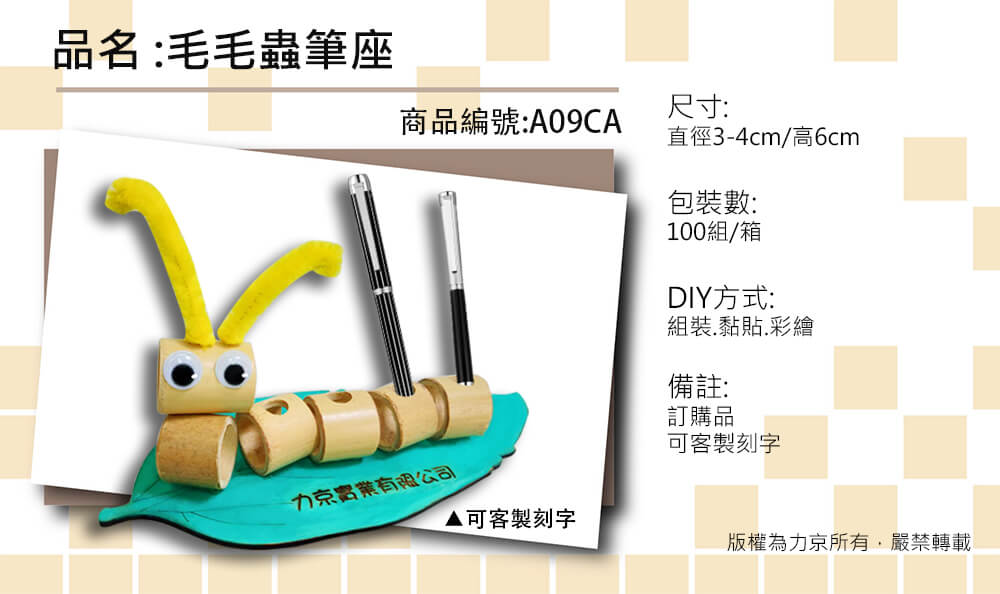 品名 :毛毛蟲筆座
商品編號:A09CA
尺寸:
直徑3-4cm/高6cm
包裝數:
100組/箱
DIY方式:
組裝.黏貼.彩繪
備註:
訂購品
可客製刻字
力京實業有限公司
▲可客製刻字
版權為力京所有，嚴禁轉載